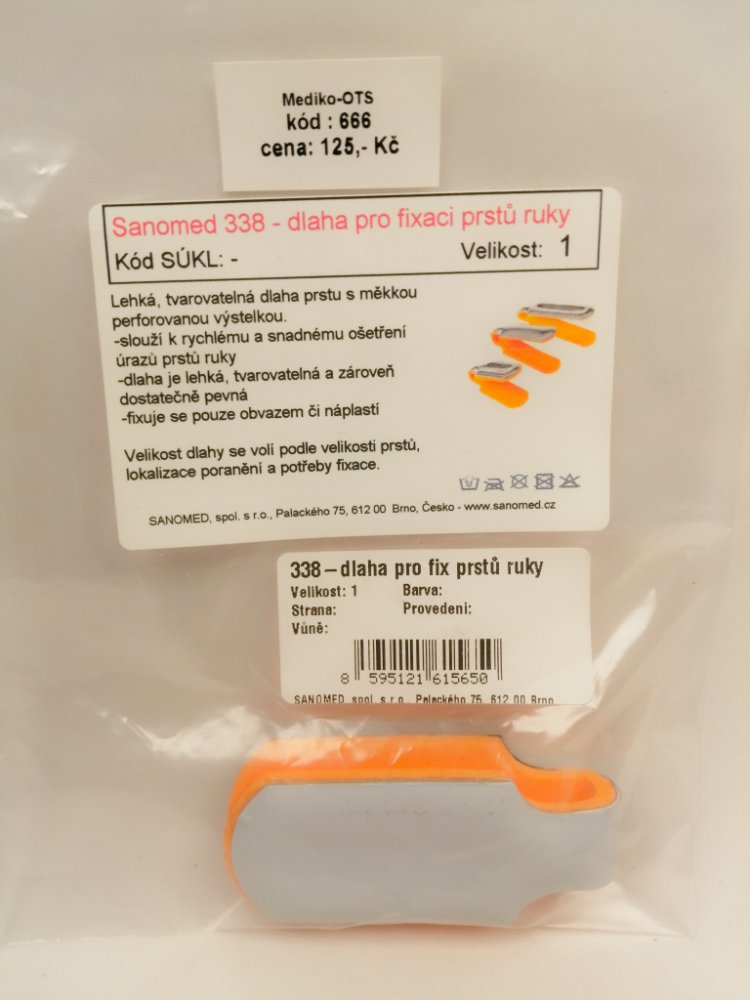 Mediko-OTS
kód : 666
cena: 125,- Kč
Sanomed 338 - dlaha pro fixaci prstů ruky
Kód SÚKL: -
Velikost: 1
Lehká, tvarovatelná dlaha prstu s měkkou
perforovanou výstelkou.
-slouží k rychlému a snadnému ošetření
úrazů prstů ruky
-dlaha je lehká, tvarovatelná a zároveň
dostatečně pevná
-fixuje se pouze obvazem či náplastí
Velikost dlahy se volí podle velikosti prstů,
lokalizace poranění a potřeby fixace.
SANOMED, spol. s r.o., Palackého 75, 612 00 Brno, Česko - www.sanomed.cz
338 – dlaha pro fix prstů ruky
Velikost: 1 Barva:
Strana: Provedení:
Vůně:
8 595121 615650
SANOMED, spol. s r.o., Palackého 75, 612 00 Brno